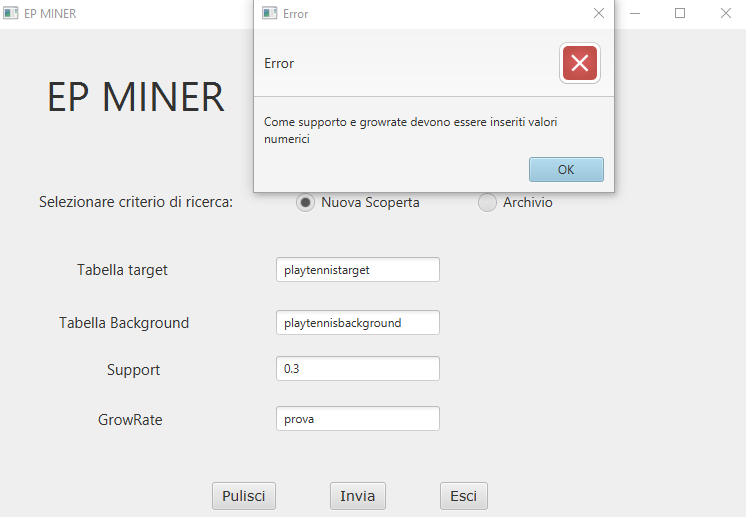 EP MINER
Error
Error
Come supporto e growrate devono essere inseriti valori
numerici
OK
EP MINER
Selezionare criterio di ricerca: Nuova Scoperta Archivio
Tabella target playtennistarget
Tabella Background playtennisbackground
Support 0.3
GrowRate prova
Pulisci Invia Esci